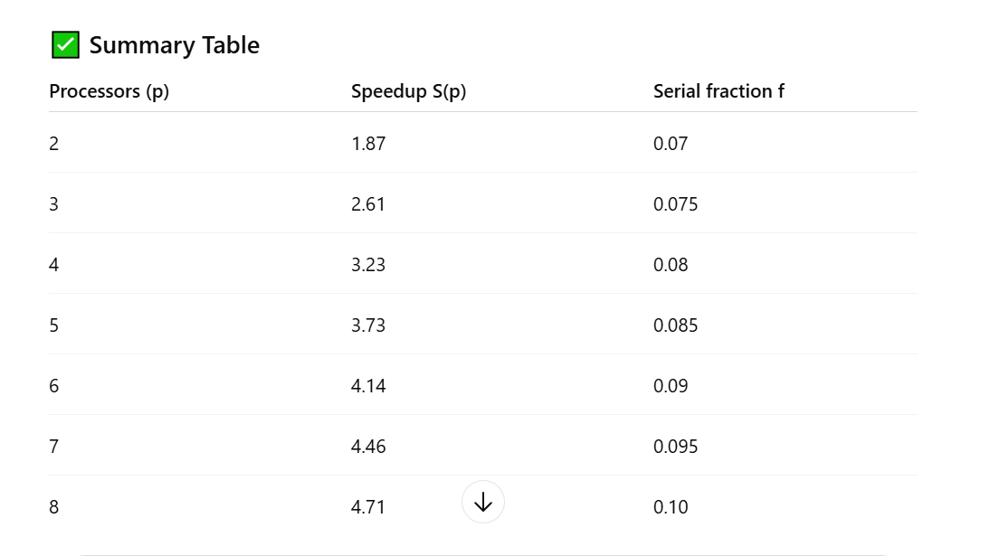 ✅ Summary Table
Processors (p) Speedup S(p) Serial fraction f
2 1.87 0.07
3 2.61 0.075
4 3.23 0.08
5 3.73 0.085
6 4.14 0.09
7 4.46 0.095
8 4.71 0.10